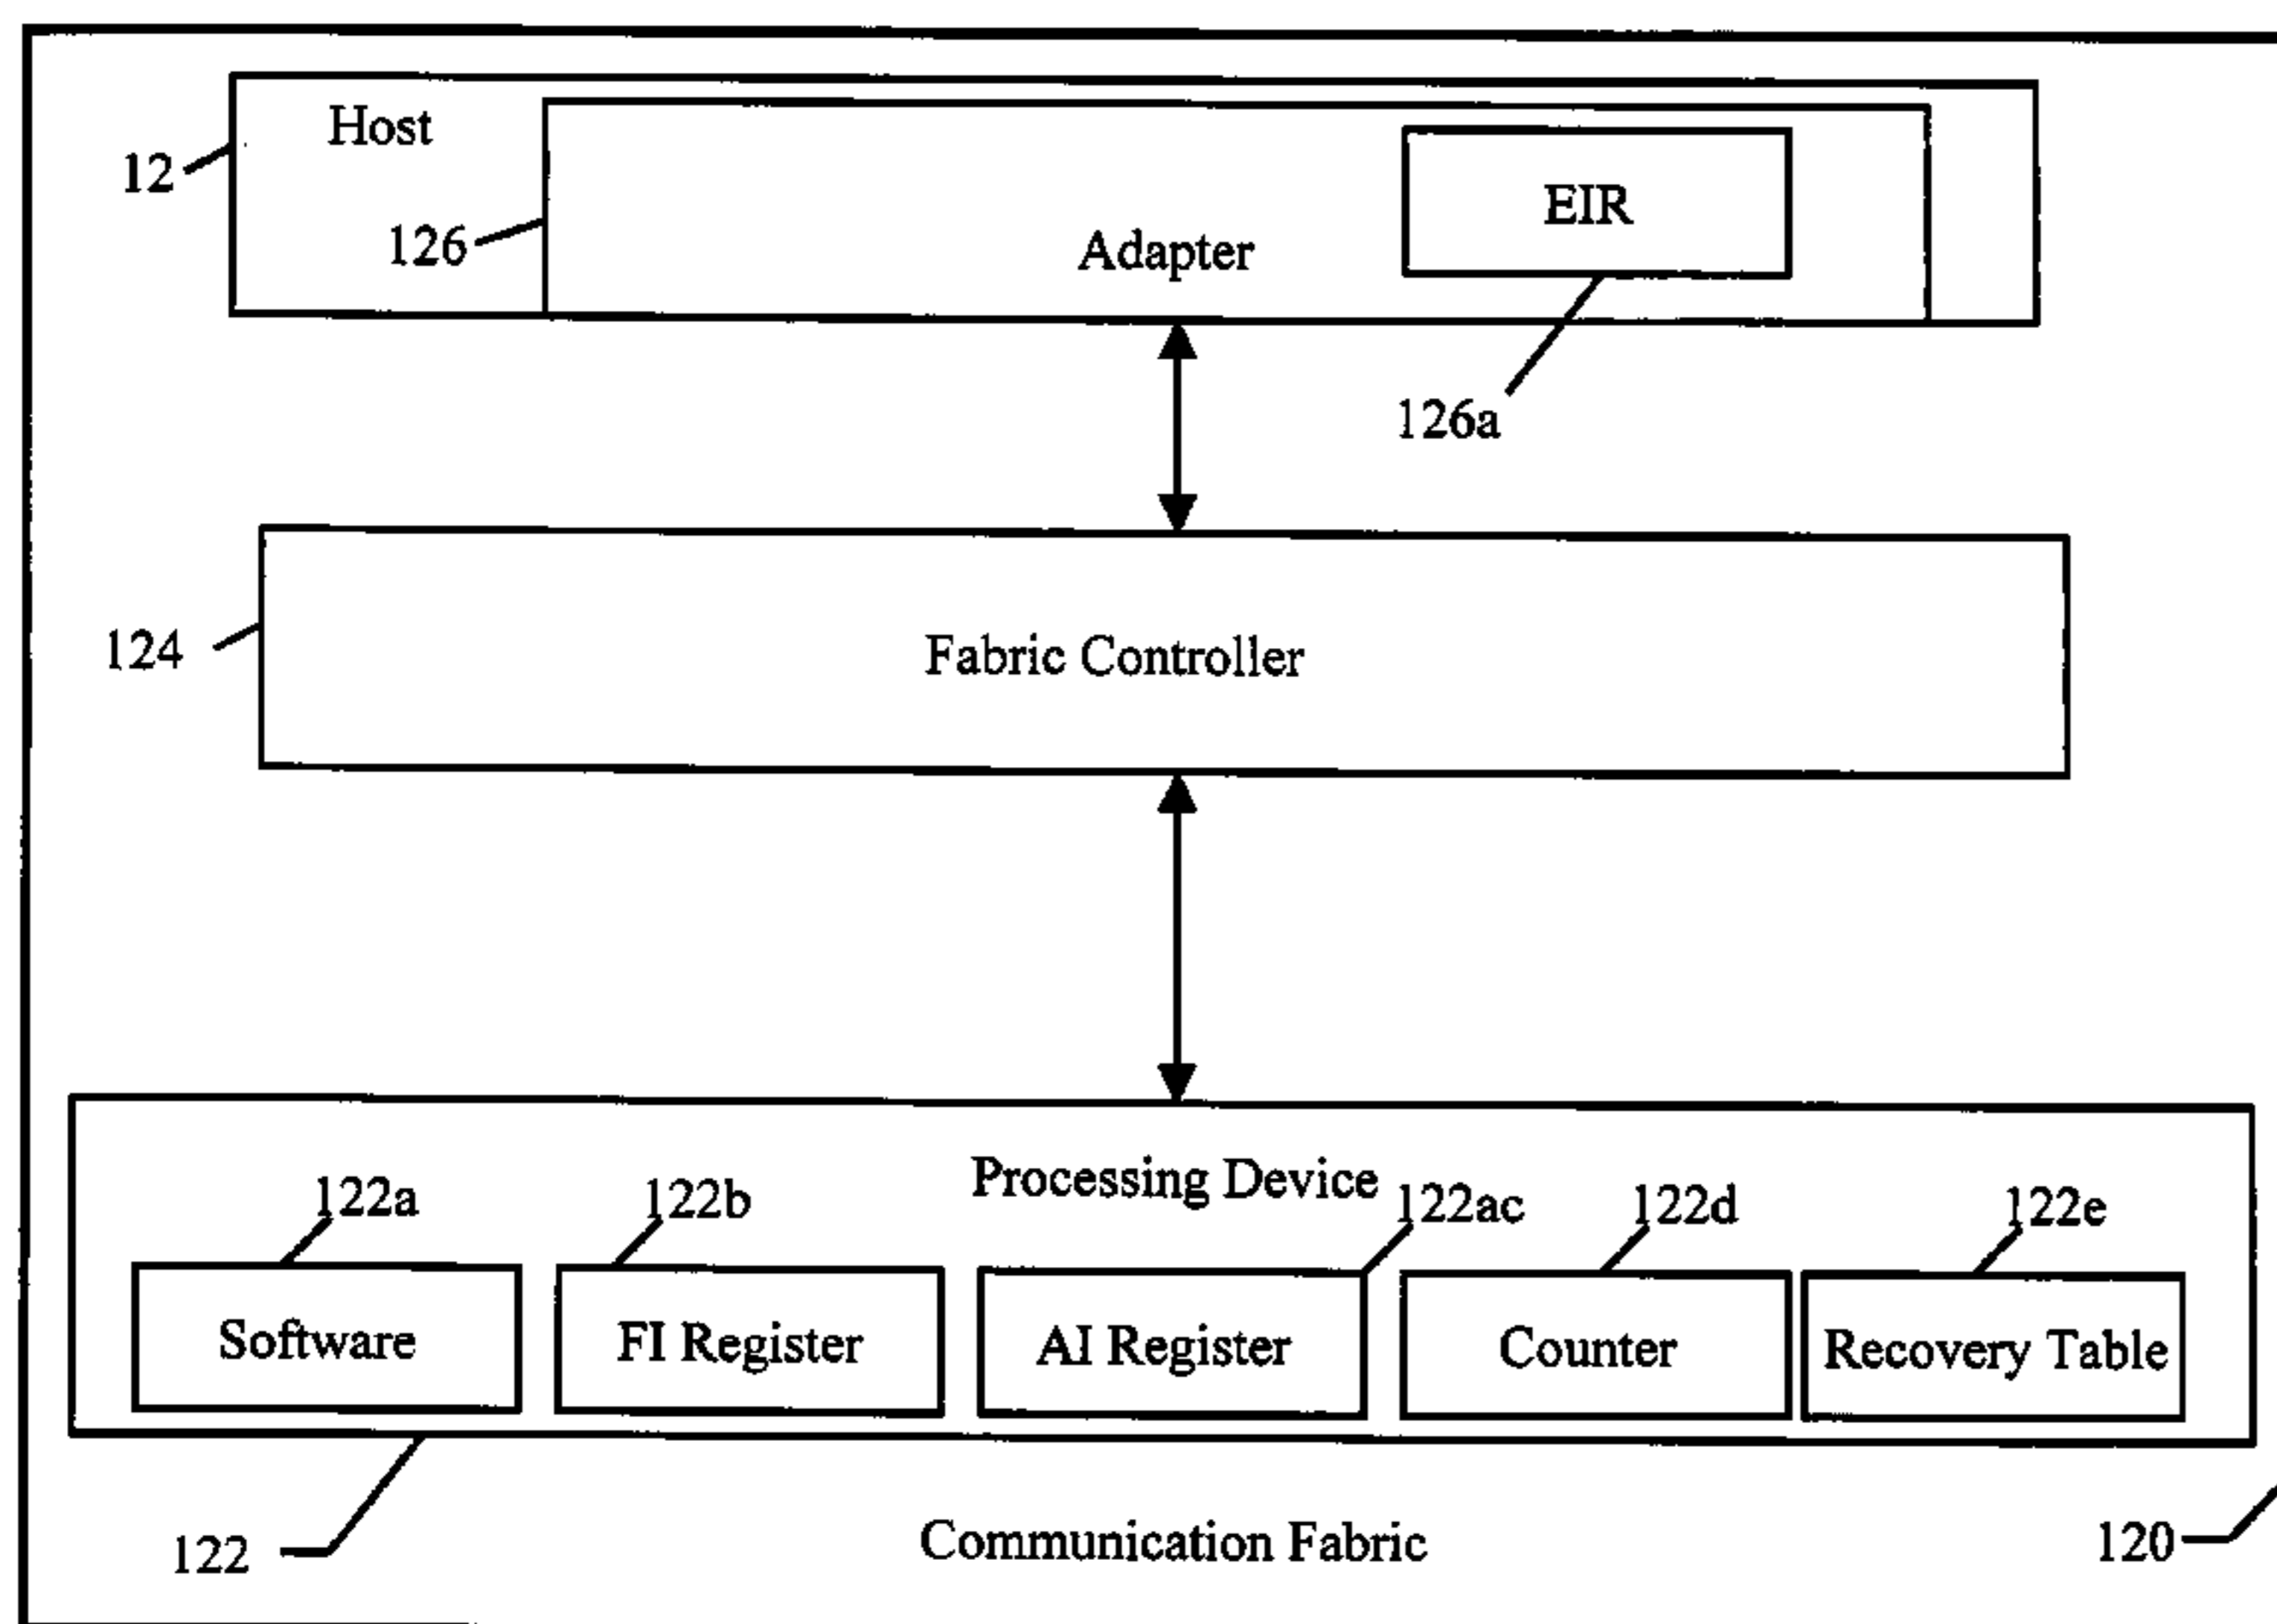 Host
12
EIR
126
Adapter
126a
124
Fabric Controller
Processing Device
122a
122b
122ac
122d
122e
Software
FI Register
AI Register
Counter
Recovery Table
122
Communication Fabric
120